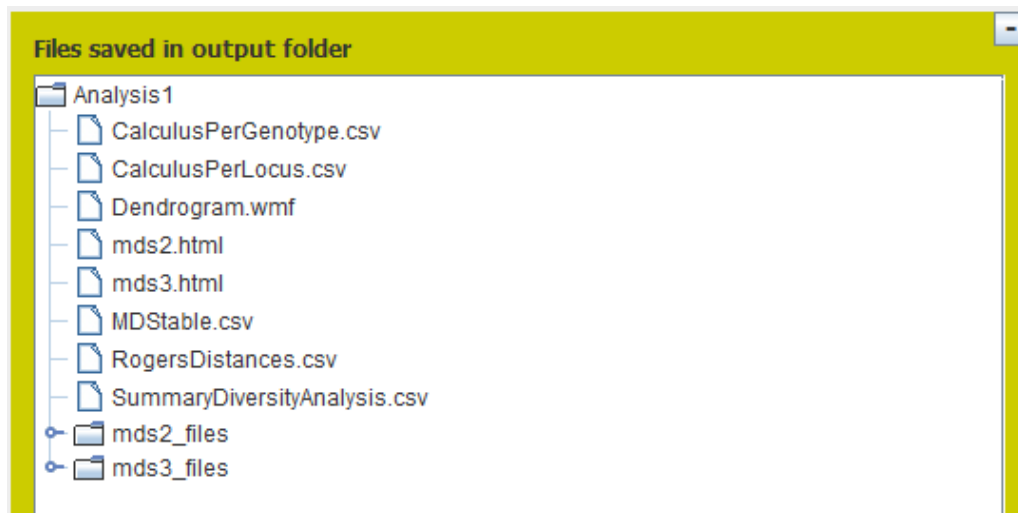 Files saved in output folder
-
Analysis1
CalculusPerGenotype.csv
CalculusPerLocus.csv
Dendrogram.wmf
mds2.html
mds3.html
MDStable.csv
RogersDistances.csv
SummaryDiversityAnalysis.csv
mds2_files
mds3_files